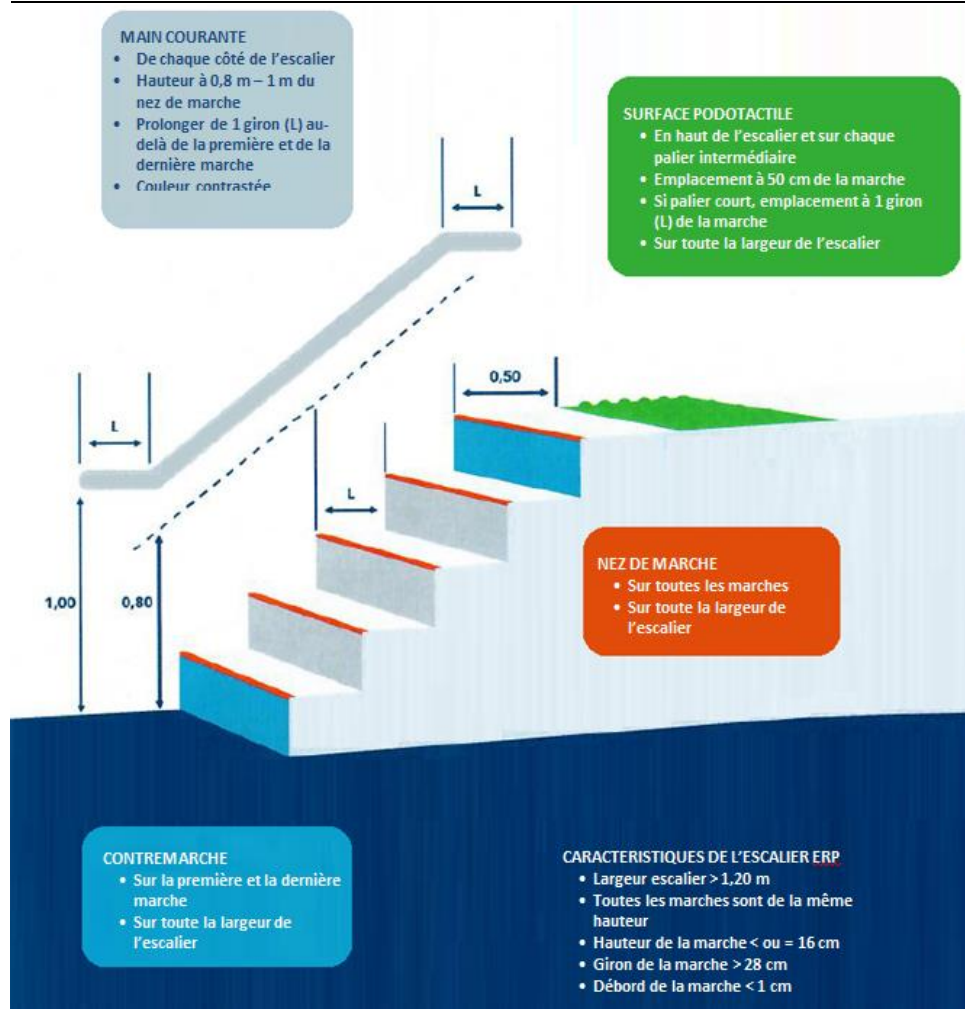 MAIN COURANTE
• De chaque côté de l'escalier
• Hauteur à 0,8 m – 1 m du
nez de marche
• Prolonger de 1 giron (L) au-
delà de la première et de la
dernière marche
• Couleur contrastée
SURFACE PODOTACTILE
• En haut de l'escalier et sur chaque
palier intermédiaire
• Emplacement à 50 cm de la marche
• Si palier court, emplacement à 1 giron
(L) de la marche
• Sur toute la largeur de l'escalier
L
0,50
L
L
1,00
0,80
NEZ DE MARCHE
• Sur toutes les marches
• Sur toute la largeur de
l'escalier
CONTREMARCHE
• Sur la première et la dernière
marche
• Sur toute la largeur de
l'escalier
CARACTERISTIQUES DE L'ESCALIER ERP
• Largeur escalier > 1,20 m
• Toutes les marches sont de la même
hauteur
• Hauteur de la marche < ou = 16 cm
• Giron de la marche > 28 cm
• Débord de la marche < 1 cm